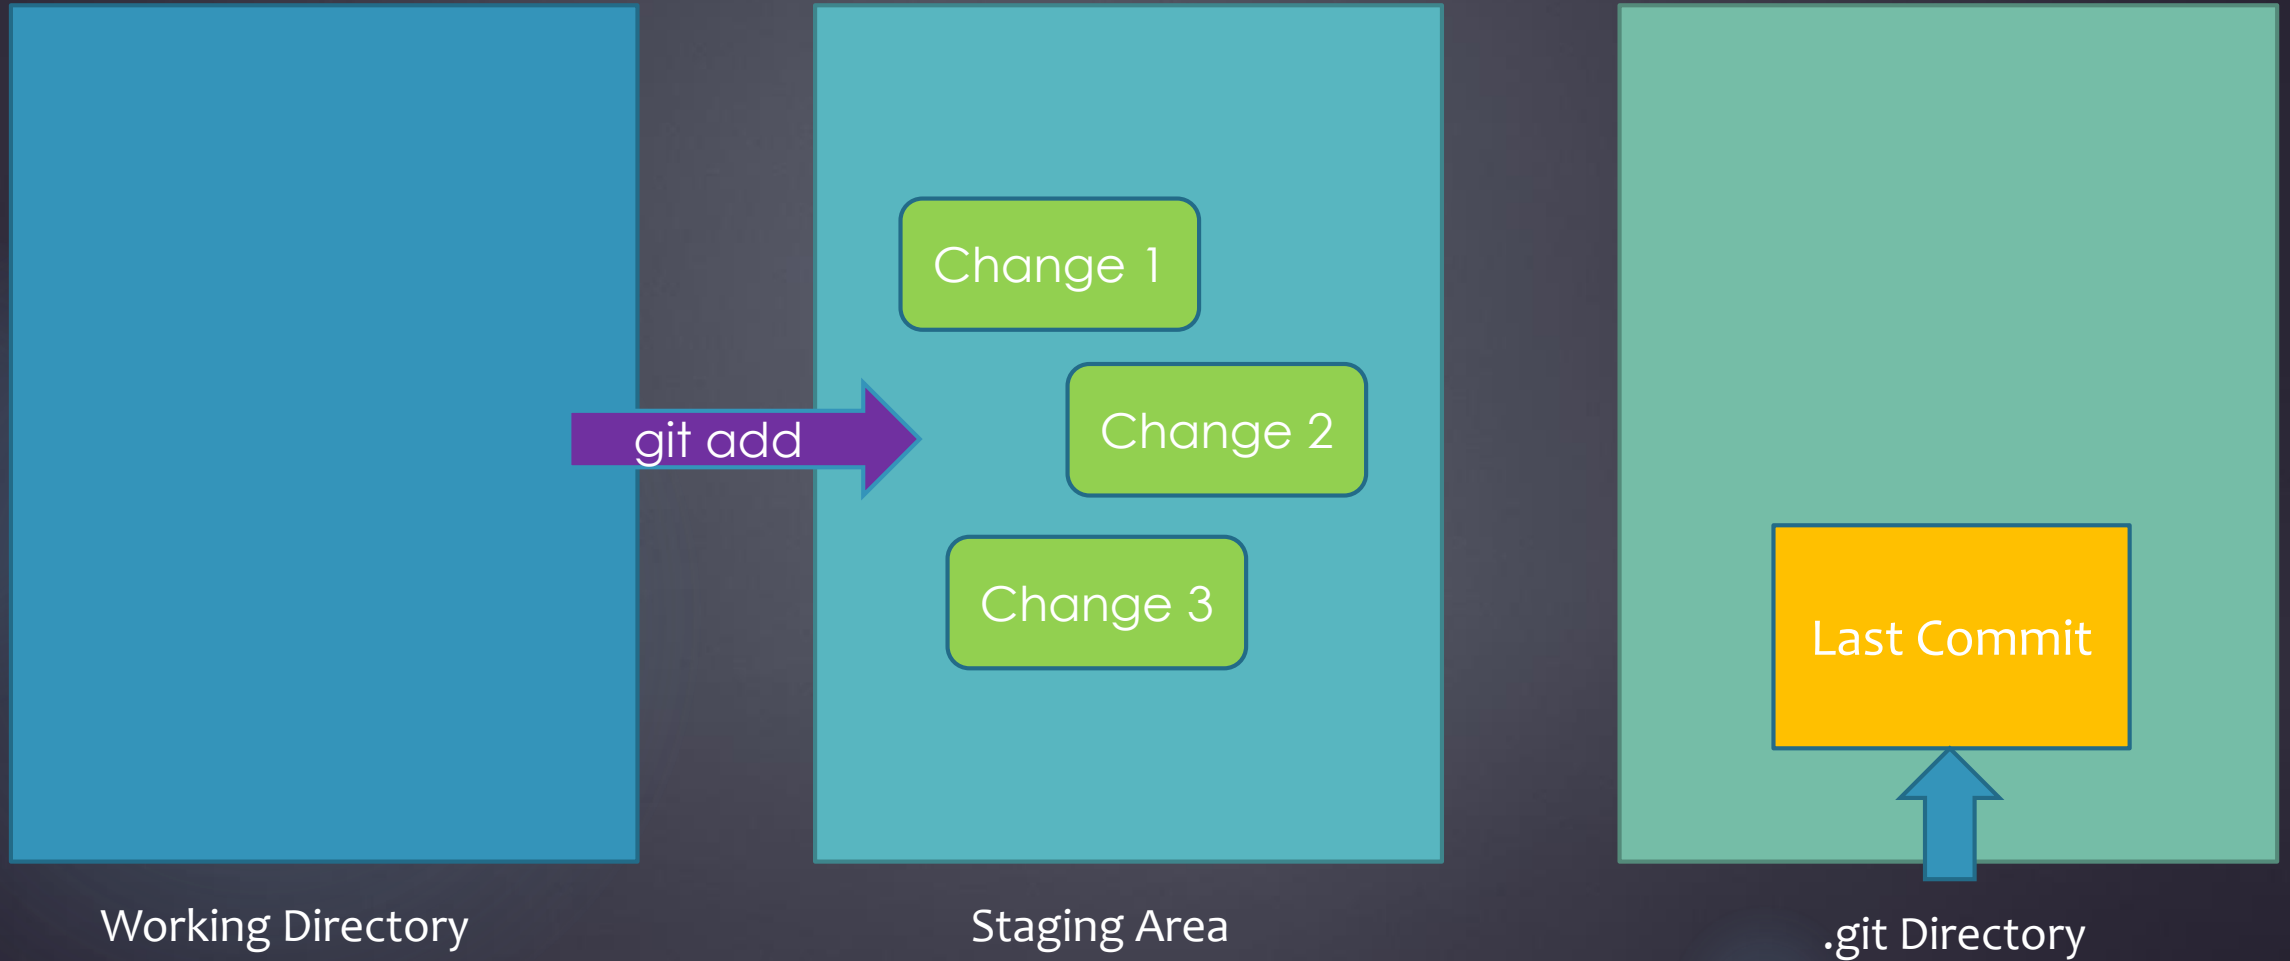 Change 1
git add
Change 2
Change 3
Last Commit
Working Directory
Staging Area
.git Directory